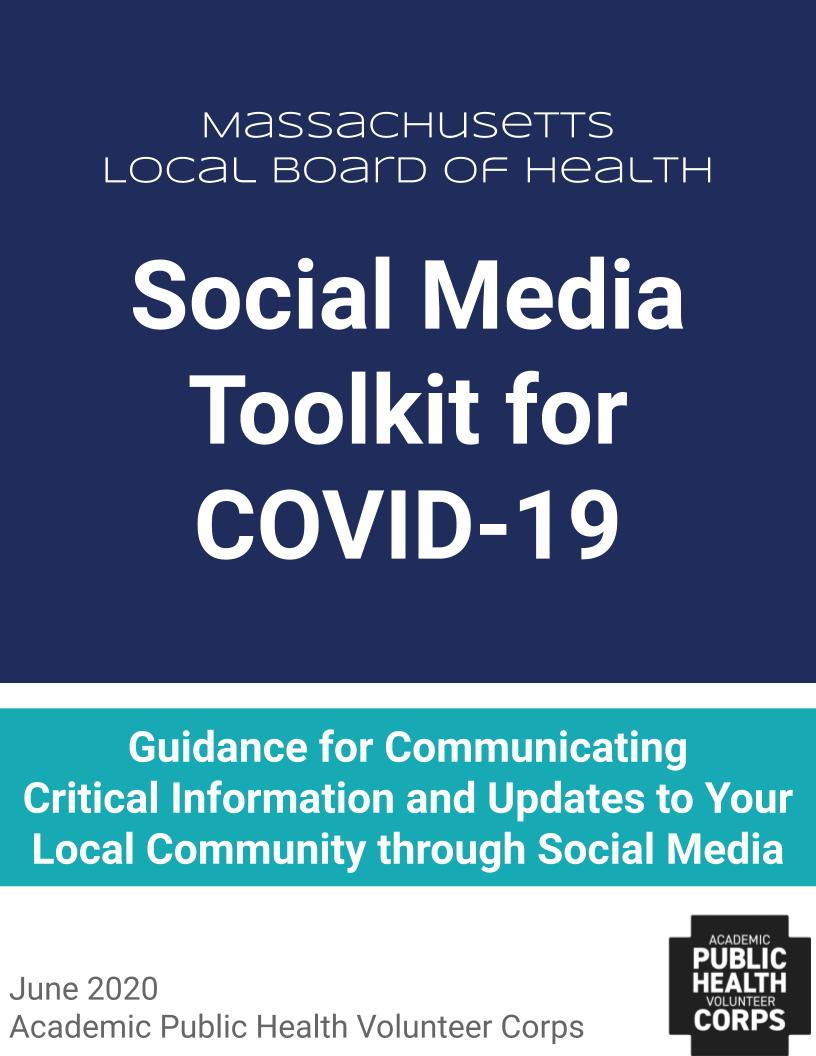 Massachusetts
Local Board of Health
Social Media
Toolkit for
COVID-19
Guidance for Communicating
Critical Information and Updates to Your
Local Community through Social Media
June 2020
Academic Public Health Volunteer Corps
ACADEMIC
PUBLIC
HEALTH
VOLUNTEER
CORPS